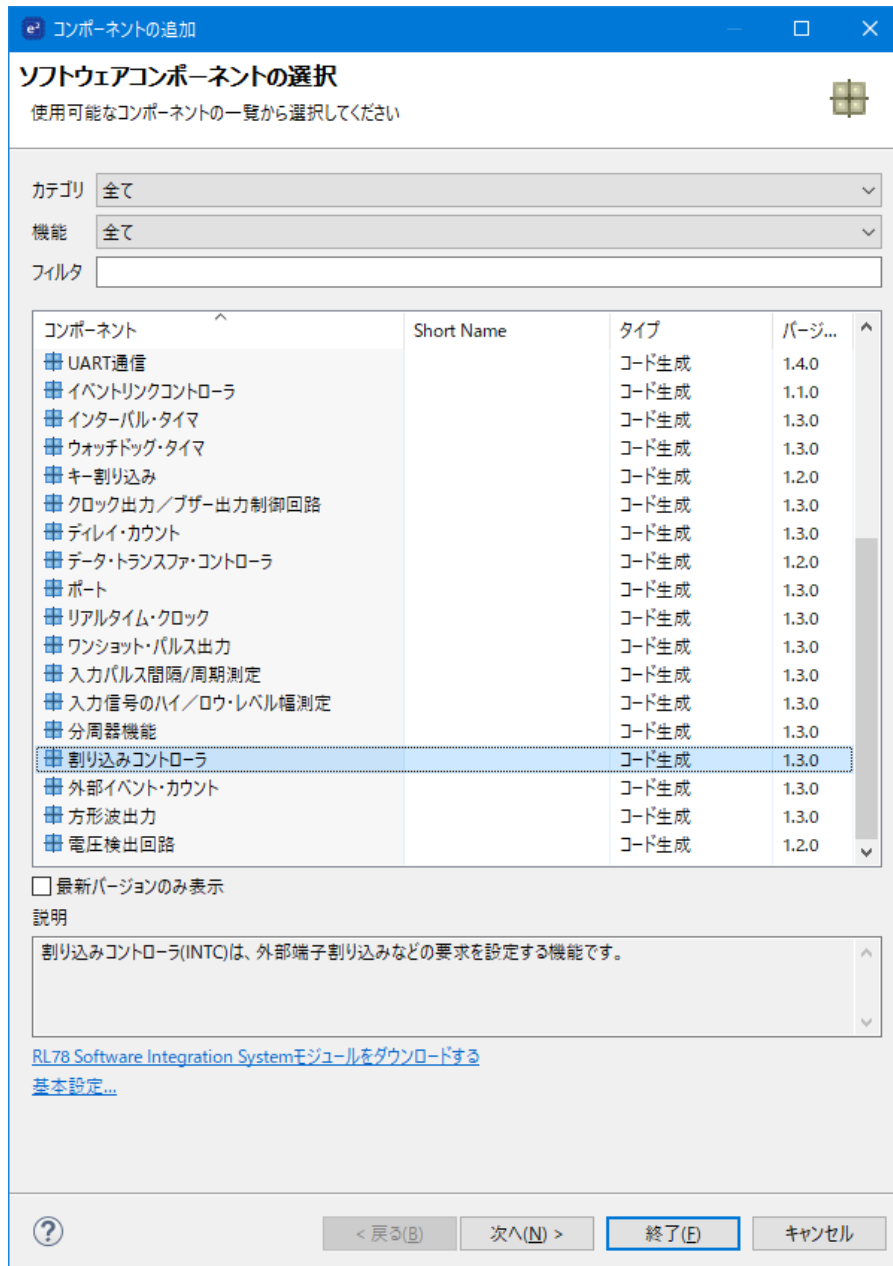 e² コンポーネントの追加
ソフトウェアコンポーネントの選択
使用可能なコンポーネントの一覧から選択してください
カテゴリ 全て
機能 全て
フィルタ
コンポーネント Short Name タイプ バージ...
UART通信 コード生成 1.4.0
イベントリンクコントローラ コード生成 1.1.0
インターバル・タイマ コード生成 1.3.0
ウォッチドッグ・タイマ コード生成 1.3.0
キー割り込み コード生成 1.2.0
クロック出力／ブザー出力制御回路 コード生成 1.3.0
ディレイ・カウント コード生成 1.3.0
データ・トランスファ・コントローラ コード生成 1.2.0
ポート コード生成 1.3.0
リアルタイム・クロック コード生成 1.3.0
ワンショット・パルス出力 コード生成 1.3.0
入力パルス間隔/周期測定 コード生成 1.3.0
入力信号のハイ／ロウ・レベル幅測定 コード生成 1.3.0
分周器機能 コード生成 1.3.0
割り込みコントローラ コード生成 1.3.0
外部イベント・カウント コード生成 1.3.0
方形波出力 コード生成 1.3.0
電圧検出回路 コード生成 1.2.0
最新バージョンのみ表示
説明
割り込みコントローラ(INTC)は、外部端子割り込みなどの要求を設定する機能です。
RL78 Software Integration Systemモジュールをダウンロードする
基本設定...
? < 戻る(B) 次へ(N) > 終了(F) キャンセル